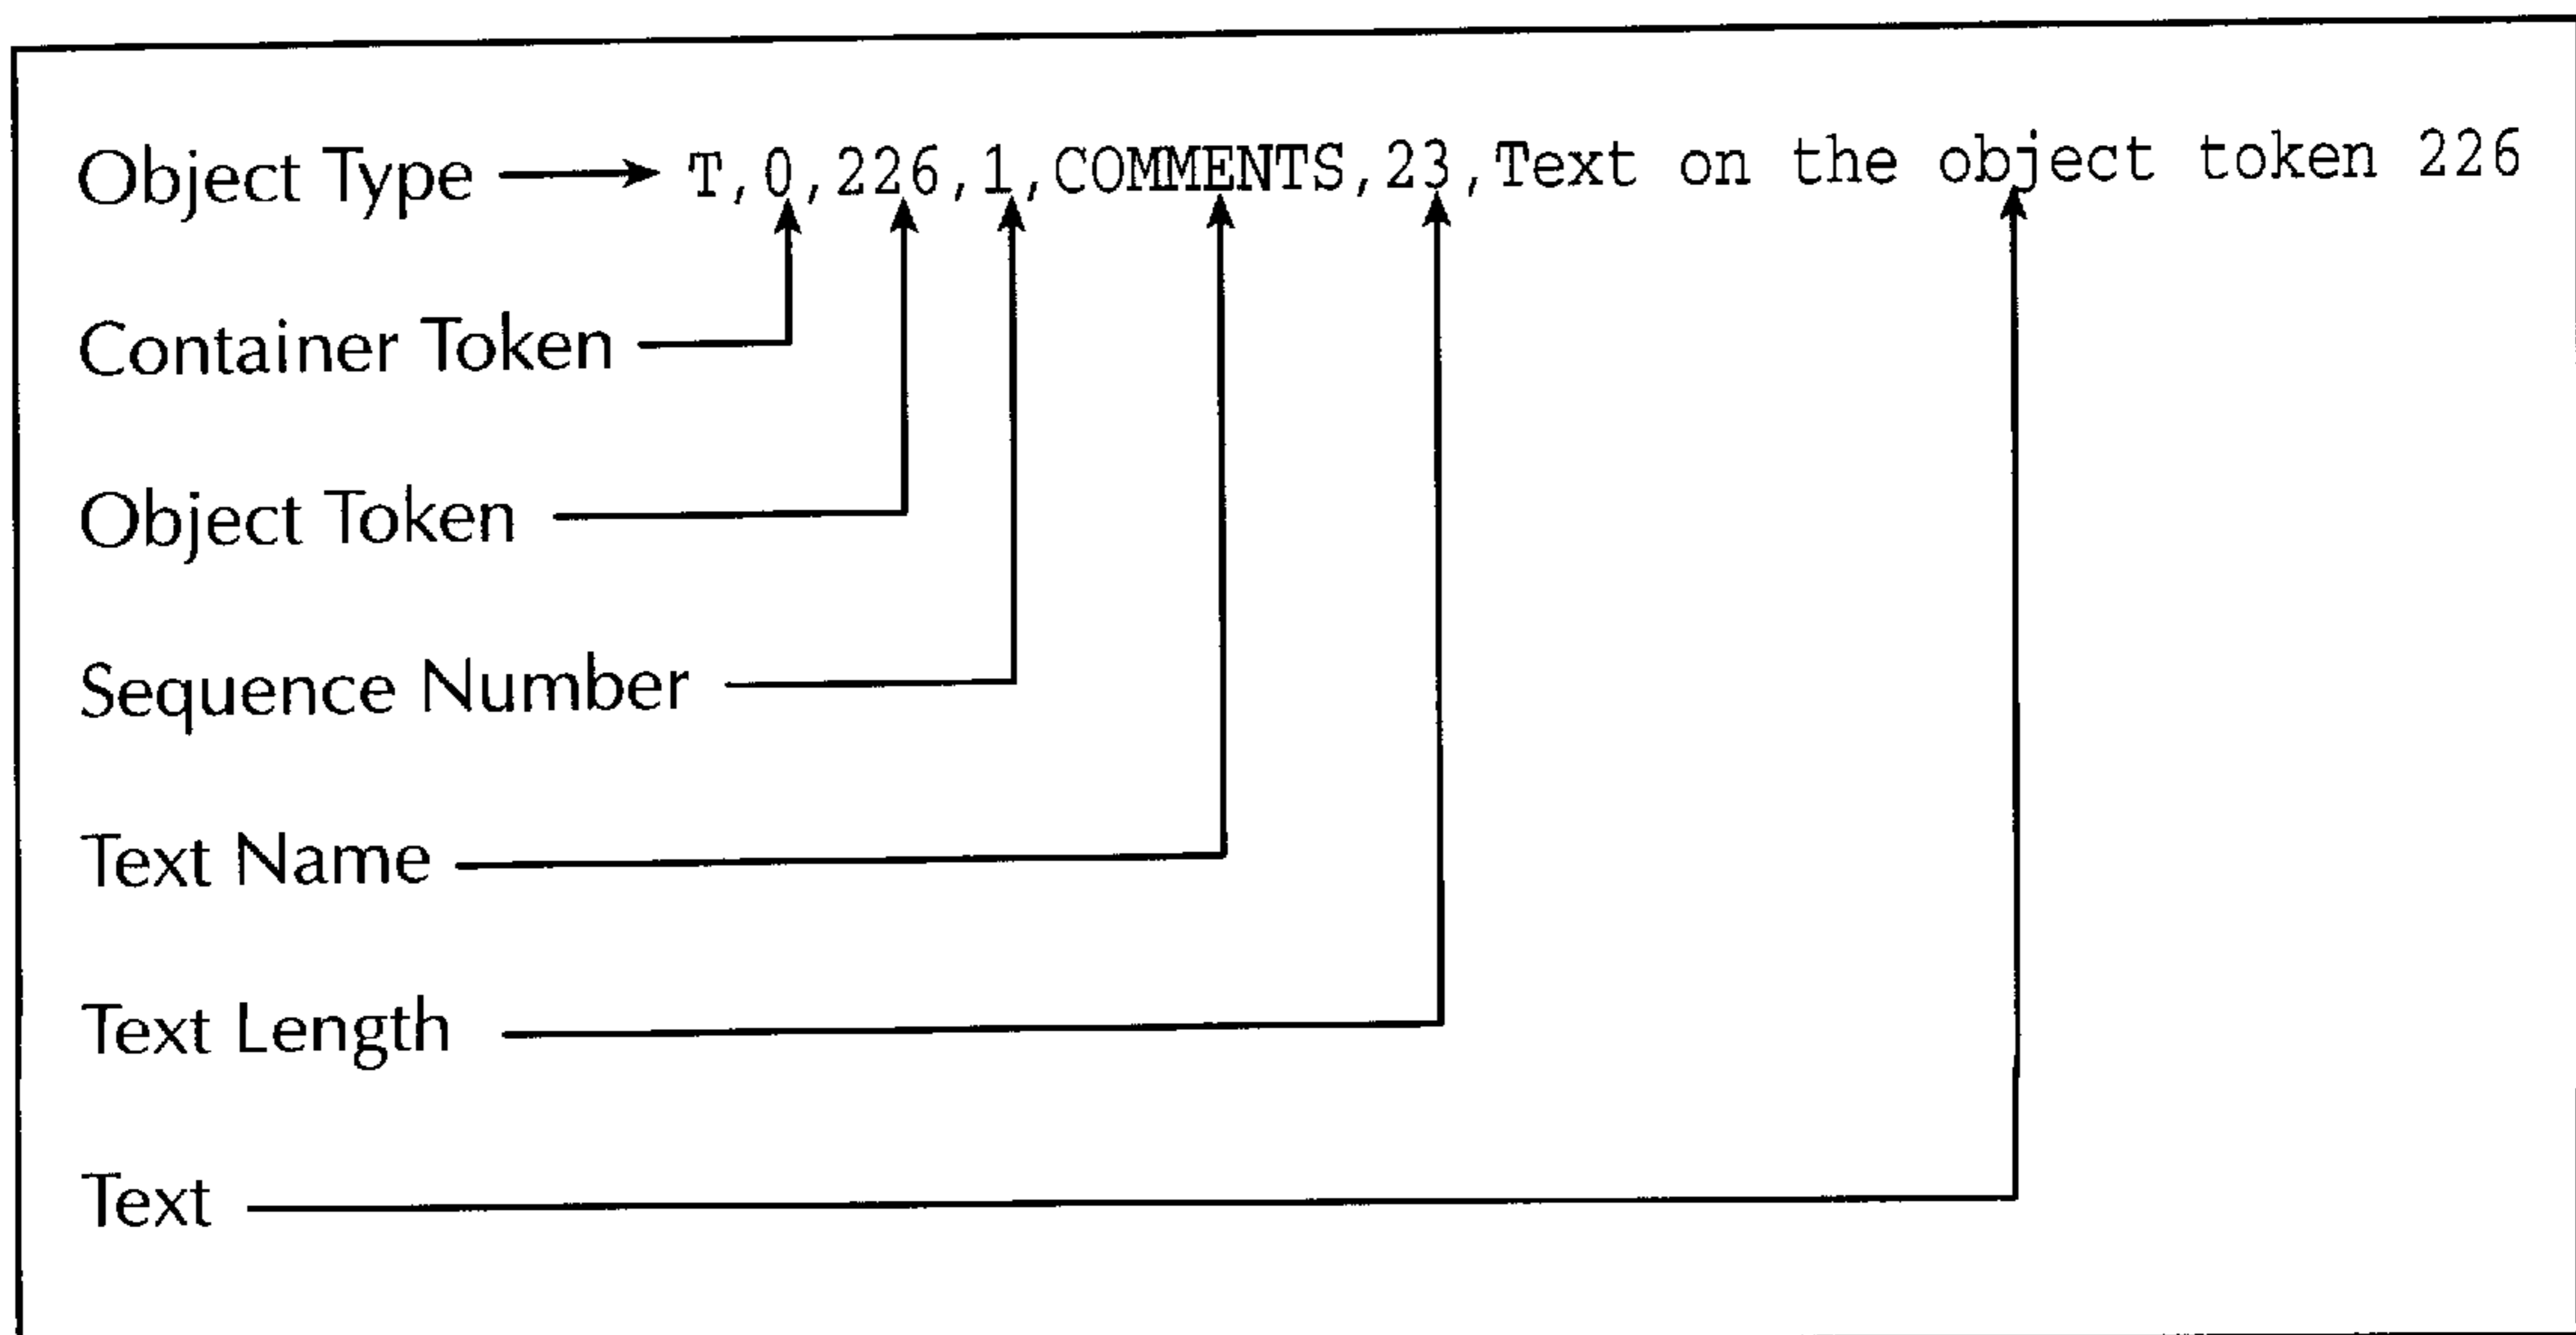 Object Type T,0,226,1,COMMENTS,23,Text on the object token 226
Container Token
Object Token
Sequence Number
Text Name
Text Length
Text